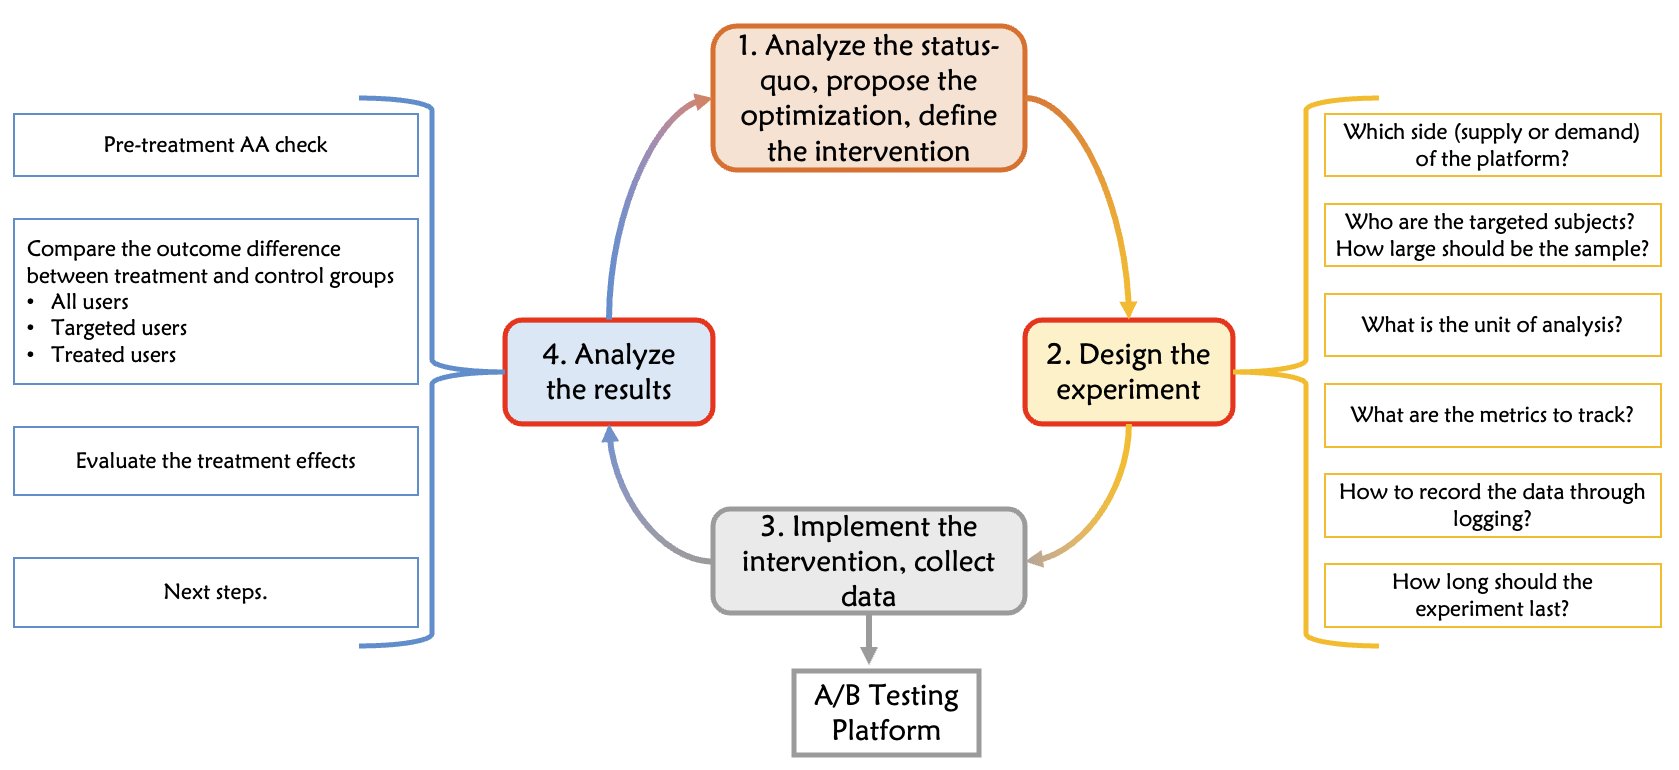 1. Analyze the status-
quo, propose the
optimization, define
the intervention
Pre-treatment AA check
Compare the outcome difference
between treatment and control groups
• All users
• Targeted users
• Treated users
Evaluate the treatment effects
Next steps.
4. Analyze
the results
2. Design the
experiment
3. Implement the
intervention, collect
data
A/B Testing
Platform
Which side (supply or demand)
of the platform?
Who are the targeted subjects?
How large should be the sample?
What is the unit of analysis?
What are the metrics to track?
How to record the data through
logging?
How long should the
experiment last?